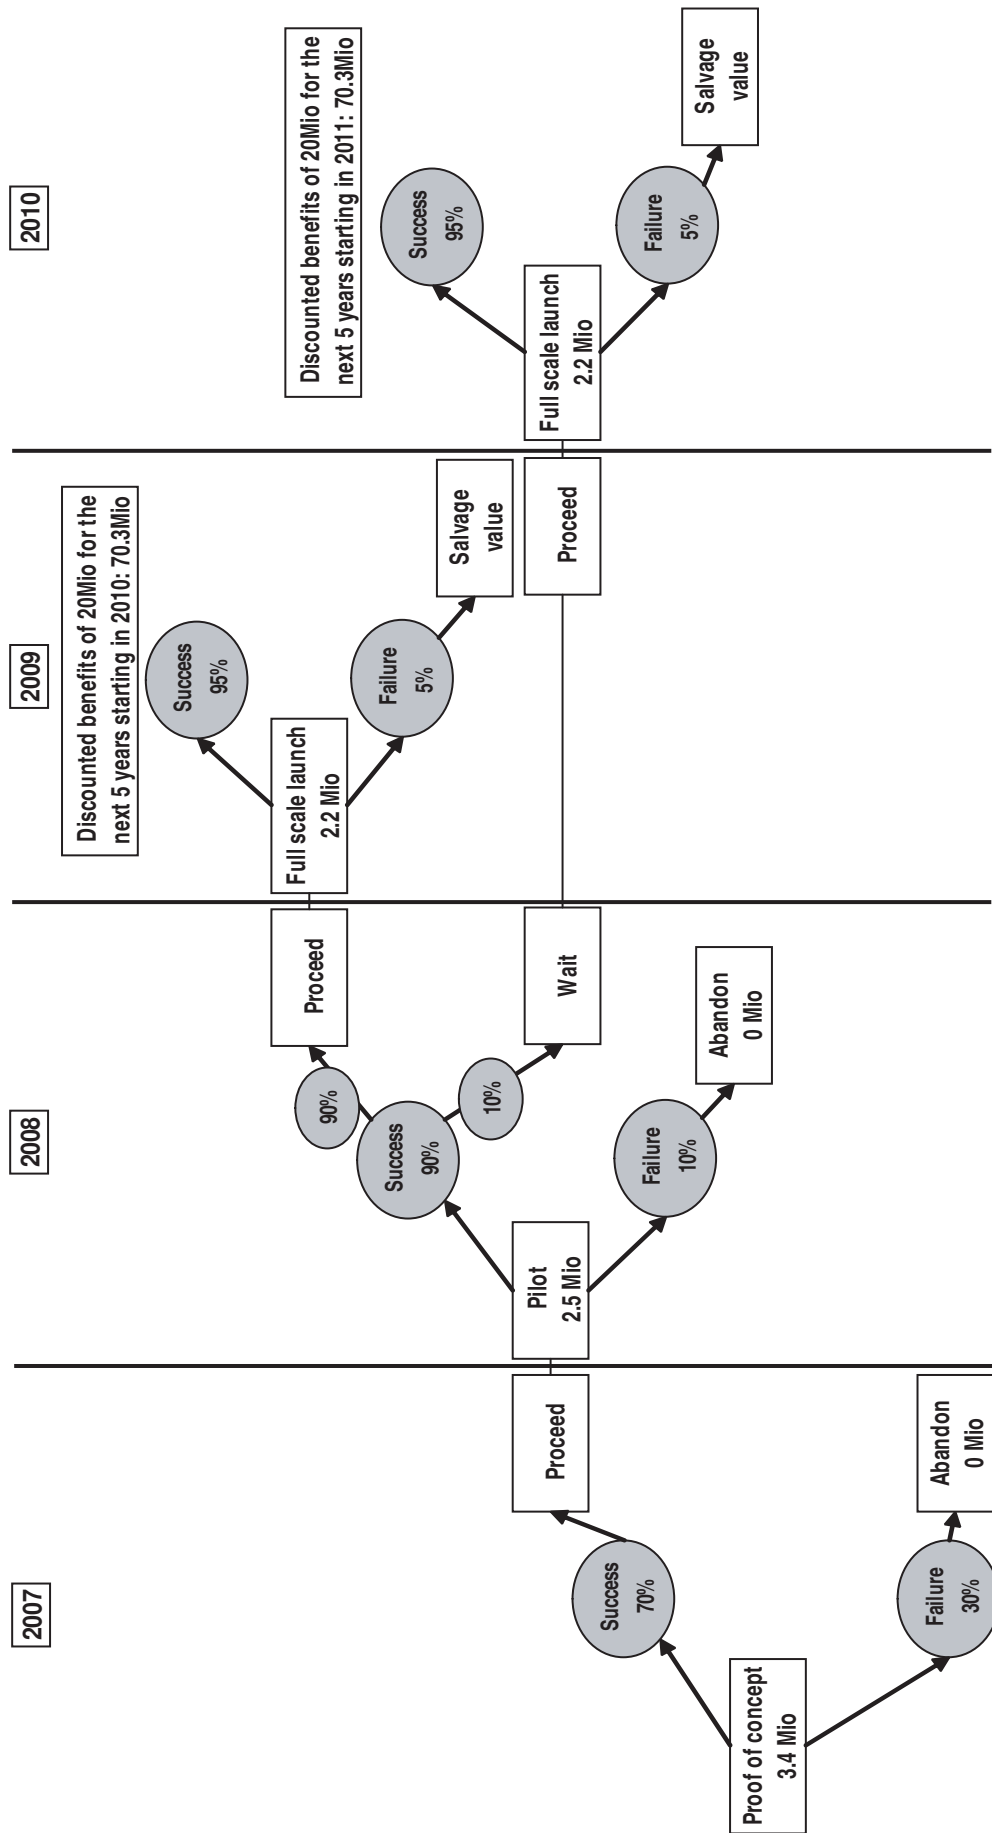 2007
Proof of concept
3.4 Mio
Success
70%
Failure
30%
Proceed
Abandon
0 Mio
2008
Pilot
2.5 Mio
Success
90%
Failure
10%
90%
10%
Proceed
Wait
Abandon
0 Mio
2009
Discounted benefits of 20Mio for the
next 5 years starting in 2010: 70.3Mio
Full scale launch
2.2 Mio
Success
95%
Failure
5%
Salvage
value
Proceed
2010
Discounted benefits of 20Mio for the
next 5 years starting in 2011: 70.3Mio
Full scale launch
2.2 Mio
Success
95%
Failure
5%
Salvage
value